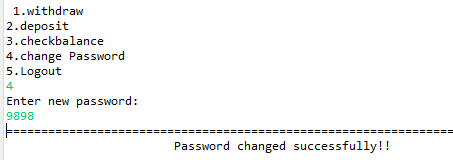 1.withdraw
2.deposit
3.checkbalance
4.change Password
5.Logout
4
Enter new password:
9898
================================================================
Password changed successfully!!